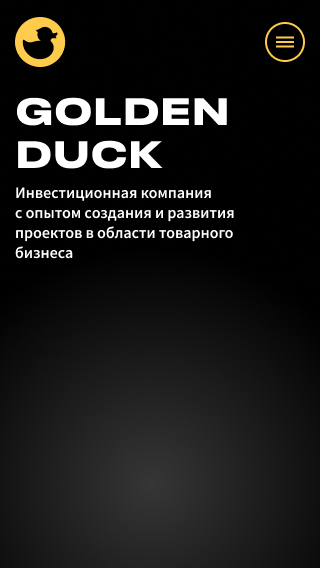 GOLDEN
DUCK
Инвестиционная компания
с опытом создания и развития
проектов в области товарного
бизнеса